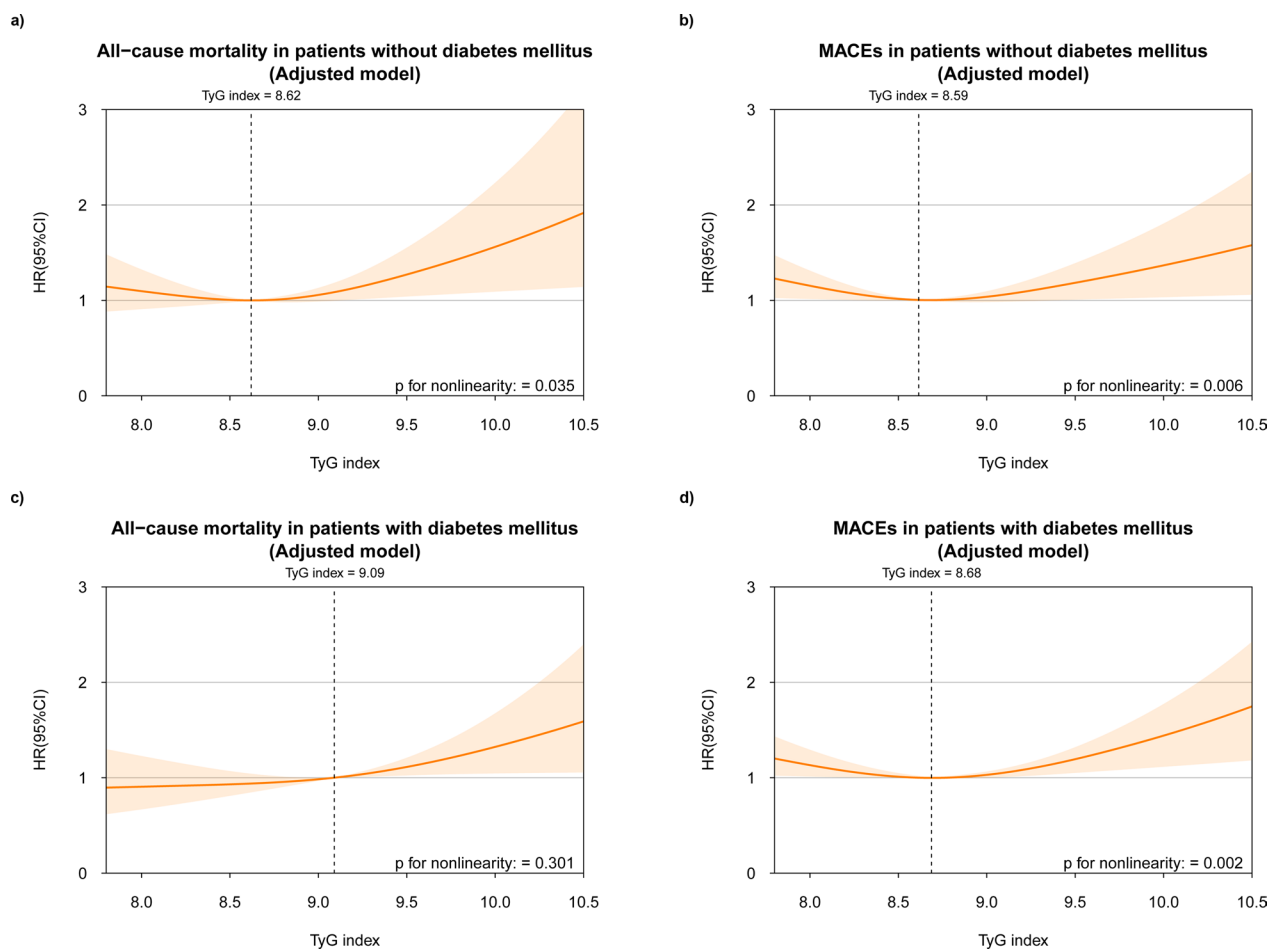 a)
All−cause mortality in patients without diabetes mellitus
(Adjusted model)
TyG index = 8.62
3
2
1
0
HR(95%CI)
p for nonlinearity: = 0.035
8.0 8.5 9.0 9.5 10.0 10.5
TyG index
b)
MACEs in patients without diabetes mellitus
(Adjusted model)
TyG index = 8.59
3
2
1
0
HR(95%CI)
p for nonlinearity: = 0.006
8.0 8.5 9.0 9.5 10.0 10.5
TyG index
c)
All−cause mortality in patients with diabetes mellitus
(Adjusted model)
TyG index = 9.09
3
2
1
0
HR(95%CI)
p for nonlinearity: = 0.301
8.0 8.5 9.0 9.5 10.0 10.5
TyG index
d)
MACEs in patients with diabetes mellitus
(Adjusted model)
TyG index = 8.68
3
2
1
0
HR(95%CI)
p for nonlinearity: = 0.002
8.0 8.5 9.0 9.5 10.0 10.5
TyG index